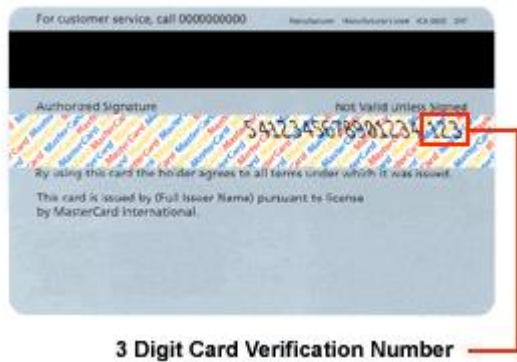 For customer service, call 0000000000
Authorized Signature Not Valid unless Signed
5412345678901234 123
By using this card the holder agrees to all terms under which it was issued.
This card is issued by (Full Issuer Name) pursuant to license
by MasterCard International.
3 Digit Card Verification Number